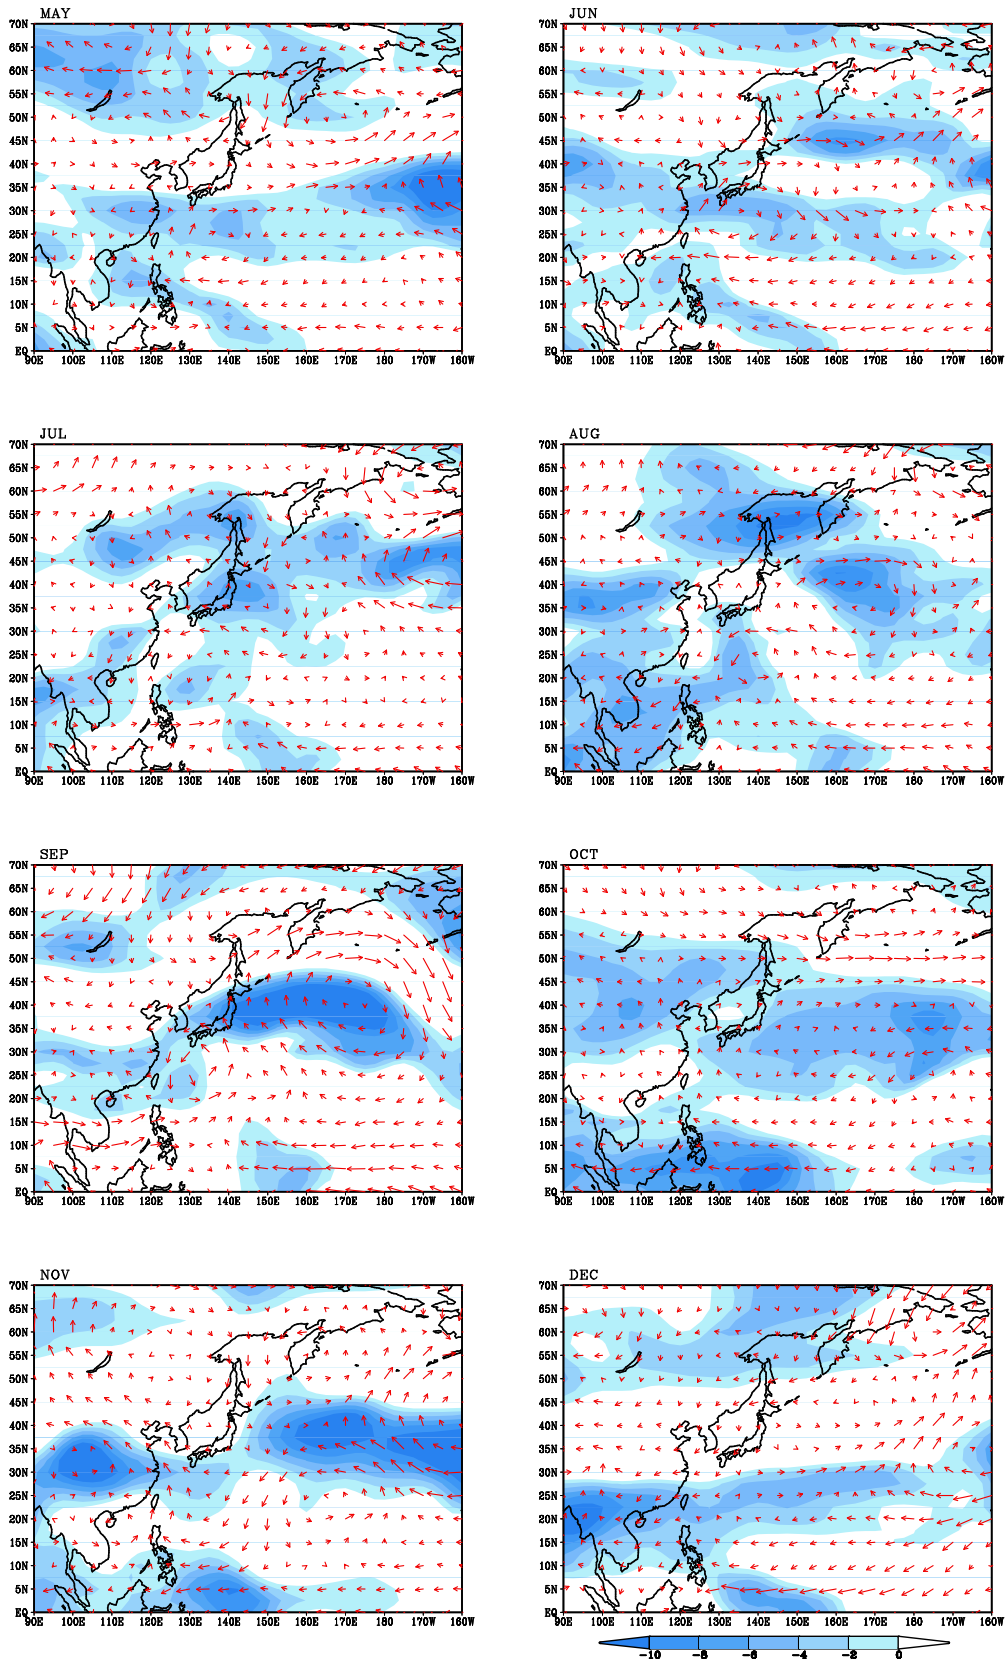 MAY
70N
65N
60N
55N
50N
45N
40N
35N
30N
25N
20N
15N
10N
5N
EQ
90E 100E 110E 120E 130E 140E 150E 160E 170E 180 170W 160W
JUN
70N
65N
60N
55N
50N
45N
40N
35N
30N
25N
20N
15N
10N
5N
EQ
90E 100E 110E 120E 130E 140E 150E 160E 170E 180 170W 160W
JUL
70N
65N
60N
55N
50N
45N
40N
35N
30N
25N
20N
15N
10N
5N
EQ
90E 100E 110E 120E 130E 140E 150E 160E 170E 180 170W 160W
AUG
70N
65N
60N
55N
50N
45N
40N
35N
30N
25N
20N
15N
10N
5N
EQ
90E 100E 110E 120E 130E 140E 150E 160E 170E 180 170W 160W
SEP
70N
65N
60N
55N
50N
45N
40N
35N
30N
25N
20N
15N
10N
5N
EQ
90E 100E 110E 120E 130E 140E 150E 160E 170E 180 170W 160W
OCT
70N
65N
60N
55N
50N
45N
40N
35N
30N
25N
20N
15N
10N
5N
EQ
90E 100E 110E 120E 130E 140E 150E 160E 170E 180 170W 160W
NOV
70N
65N
60N
55N
50N
45N
40N
35N
30N
25N
20N
15N
10N
5N
EQ
90E 100E 110E 120E 130E 140E 150E 160E 170E 180 170W 160W
DEC
70N
65N
60N
55N
50N
45N
40N
35N
30N
25N
20N
15N
10N
5N
EQ
90E 100E 110E 120E 130E 140E 150E 160E 170E 180 170W 160W
-10 -8 -6 -4 -2 0